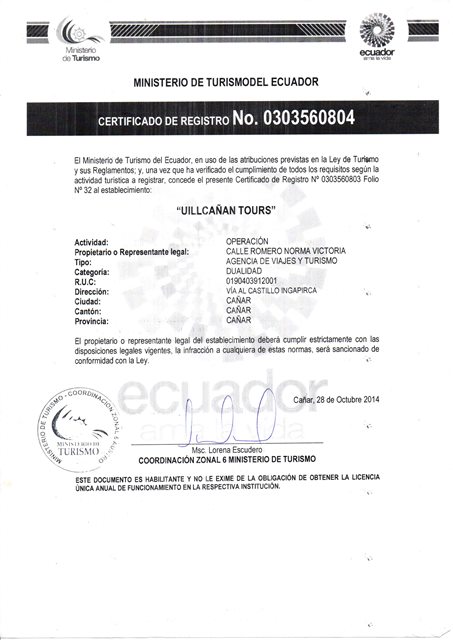 Ministerio
de Turismo
ecuador
ama la vida
MINISTERIO DE TURISMODEL ECUADOR
CERTIFICADO DE REGISTRO No. 0303560804
El Ministerio de Turismo del Ecuador, en uso de las atribuciones previstas en la Ley de Turismo
y sus Reglamentos; y, una vez que ha verificado el cumplimiento de todos los requisitos según la
actividad turística a registrar, concede el presente Certificado de Registro Nº 0303560803 Folio
Nº 32 al establecimiento:
"UILLCAÑAN TOURS"
Actividad: OPERACIÓN
Propietario o Representante legal: CALLE ROMERO NORMA VICTORIA
Tipo: AGENCIA DE VIAJES Y TURISMO
Categoría: DUALIDAD
R.U.C: 0190403912001
Dirección: VÍA AL CASTILLO INGAPIRCA
Ciudad: CAÑAR
Cantón: CAÑAR
Provincia: CAÑAR
El propietario o representante legal del establecimiento deberá cumplir estrictamente con las
disposiciones legales vigentes, la infracción a cualquiera de estas normas, será sancionado de
conformidad con la Ley.
ecuador
ama la vida
Cañar, 28 de Octubre 2014
MINISTERIO DE TURISMO - COORDINACIÓN ZONAL 6
MINISTERIO DE
TURISMO
Msc. Lorena Escudero
COORDINACIÓN ZONAL 6 MINISTERIO DE TURISMO
ESTE DOCUMENTO ES HABILITANTE Y NO LE EXIME DE LA OBLIGACIÓN DE OBTENER LA LICENCIA
ÚNICA ANUAL DE FUNCIONAMIENTO EN LA RESPECTIVA INSTITUCIÓN.